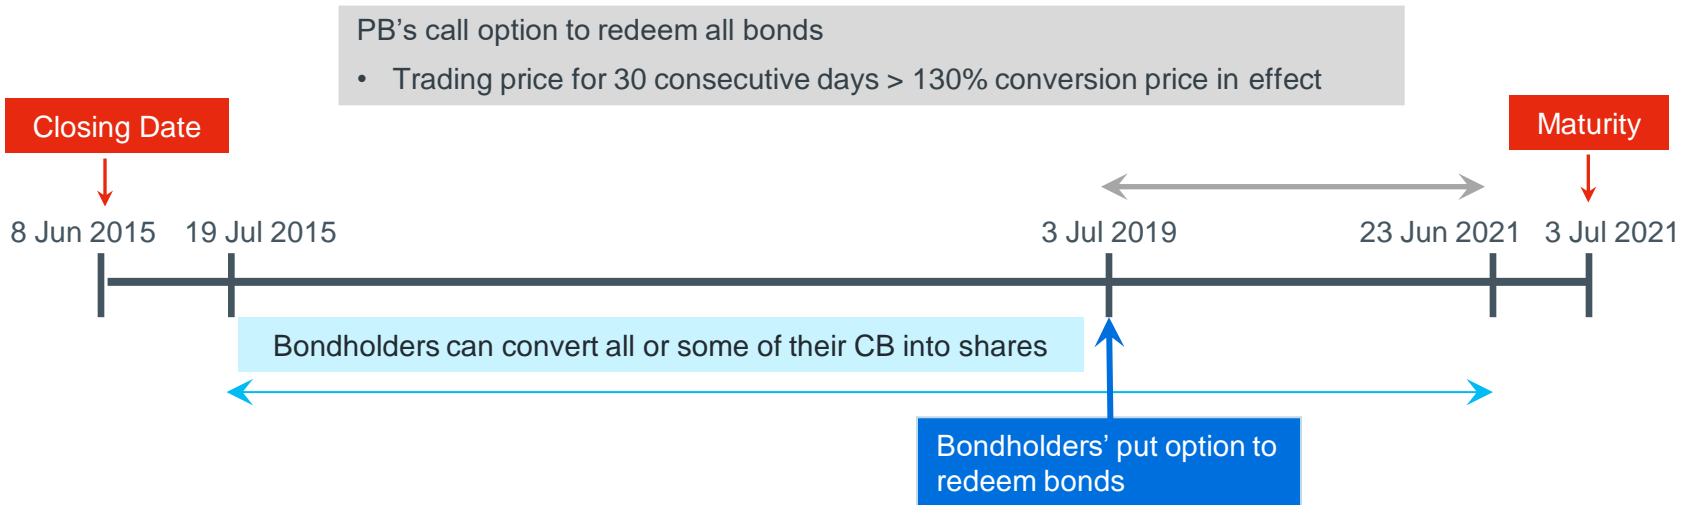 PB’s call option to redeem all bonds
• Trading price for 30 consecutive days > 130% conversion price in effect
Closing Date
Maturity
8 Jun 2015
19 Jul 2015
3 Jul 2019
23 Jun 2021
3 Jul 2021
Bondholders can convert all or some of their CB into shares
Bondholders’ put option to
redeem bonds